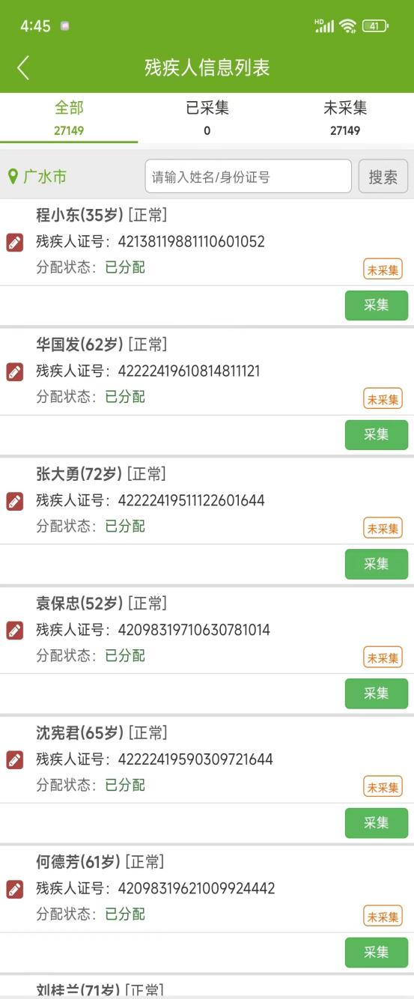 4:45
HD
41
残疾人信息列表
全部
已采集
未采集
27149
0
27149
广水市
请输入姓名/身份证号
搜索
程小东(35岁) [正常]
残疾人证号：42138119881110601052
分配状态：已分配
未采集
采集
华国发(62岁) [正常]
残疾人证号：42222419610814811121
分配状态：已分配
未采集
采集
张大勇(72岁) [正常]
残疾人证号：42222419511122601644
分配状态：已分配
未采集
采集
袁保忠(52岁) [正常]
残疾人证号：42098319710630781014
分配状态：已分配
未采集
采集
沈宪君(65岁) [正常]
残疾人证号：42222419590309721644
分配状态：已分配
未采集
采集
何德芳(61岁) [正常]
残疾人证号：42098319621009924442
分配状态：已分配
未采集
采集
刘桂兰(71岁) [正常]